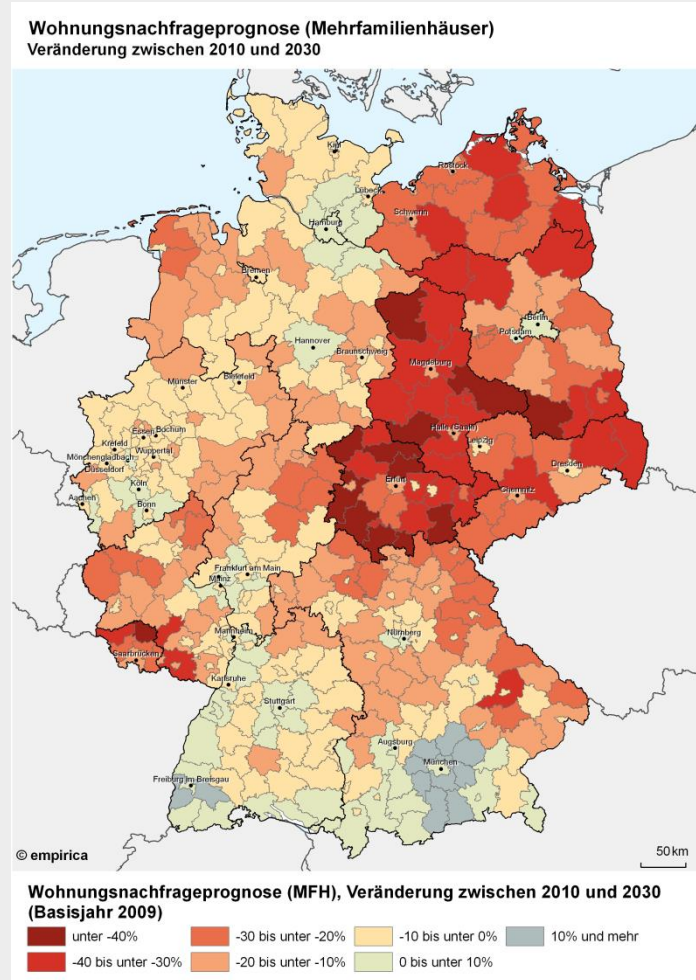 Wohnungsnachfrageprognose (Mehrfamilienhäuser)
Veränderung zwischen 2010 und 2030
Kiel
Rostock
Lübeck
Schwerin
Hamburg
Bremen
Berlin
Potsdam
Hannover
Braunschweig
Magdeburg
Bielefeld
Münster
Essen
Bochum
Krefeld
Wuppertal
Mönchengladbach
Düsseldorf
Halle (Saale)
Leipzig
Dresden
Köln
Aachen
Bonn
Erfurt
Chemnitz
Frankfurt am Main
Mainz
Mannheim
Nürnberg
Saarbrücken
Karlsruhe
Stuttgart
Augsburg
München
Freiburg im Breisgau
© empirica
50 km
Wohnungsnachfrageprognose (MFH), Veränderung zwischen 2010 und 2030
(Basisjahr 2009)
unter -40%
-30 bis unter -20%
-10 bis unter 0%
10% und mehr
-40 bis unter -30%
-20 bis unter -10%
0 bis unter 10%